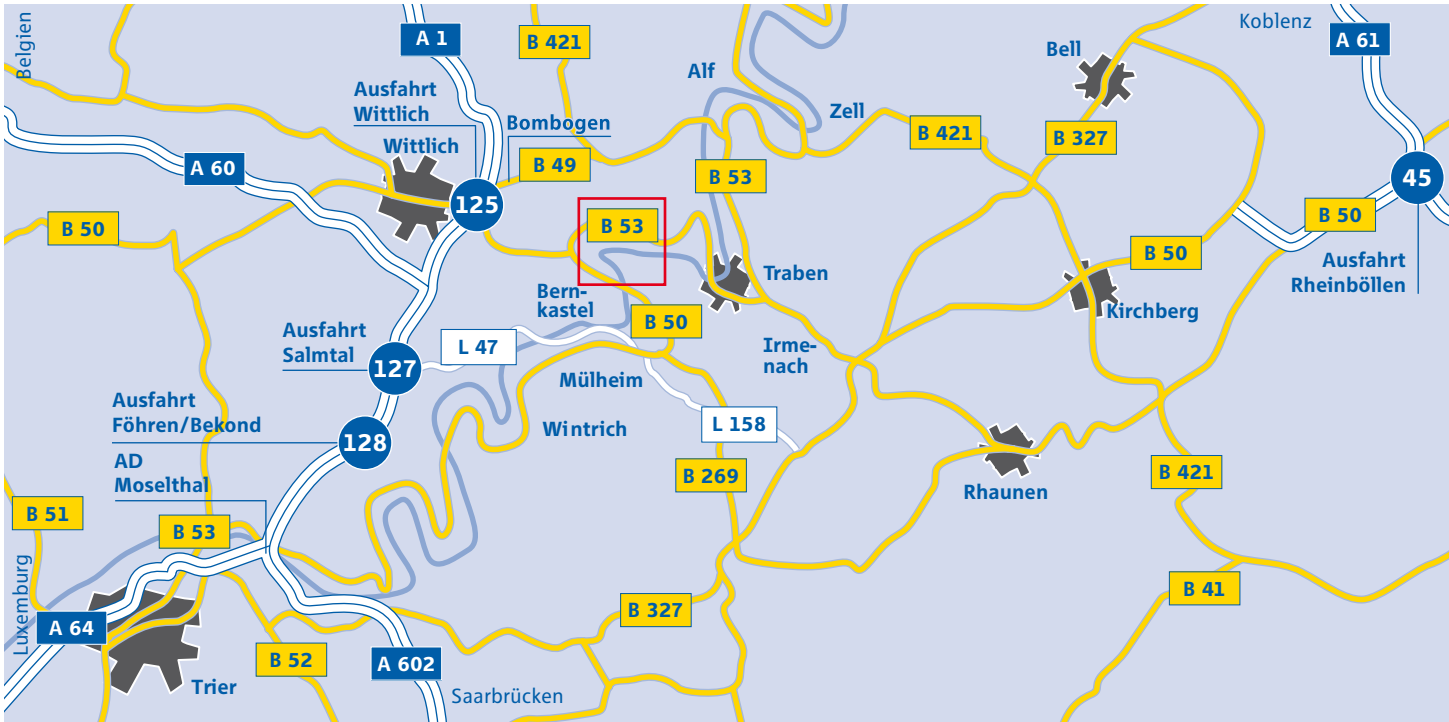 Belgien
A 1
B 421
Koblenz
A 61
Bell
Alf
Ausfahrt
Wittlich
Zell
Bombogen
B 421
B 327
Wittlich
B 49
A 60
B 53
45
125
B 50
B 50
B 53
B 50
Ausfahrt
Rheinböllen
Traben
Bern-
kastel
Kirchberg
Ausfahrt
Salmtal
B 50
L 47
Irme-
nach
127
Mülheim
Ausfahrt
Föhren/Bekond
L 158
Wintrich
128
AD
Moselthal
B 269
B 421
Rhaunen
B 51
B 53
Luxemburg
B 41
B 327
A 64
B 52
A 602
Trier
Saarbrücken